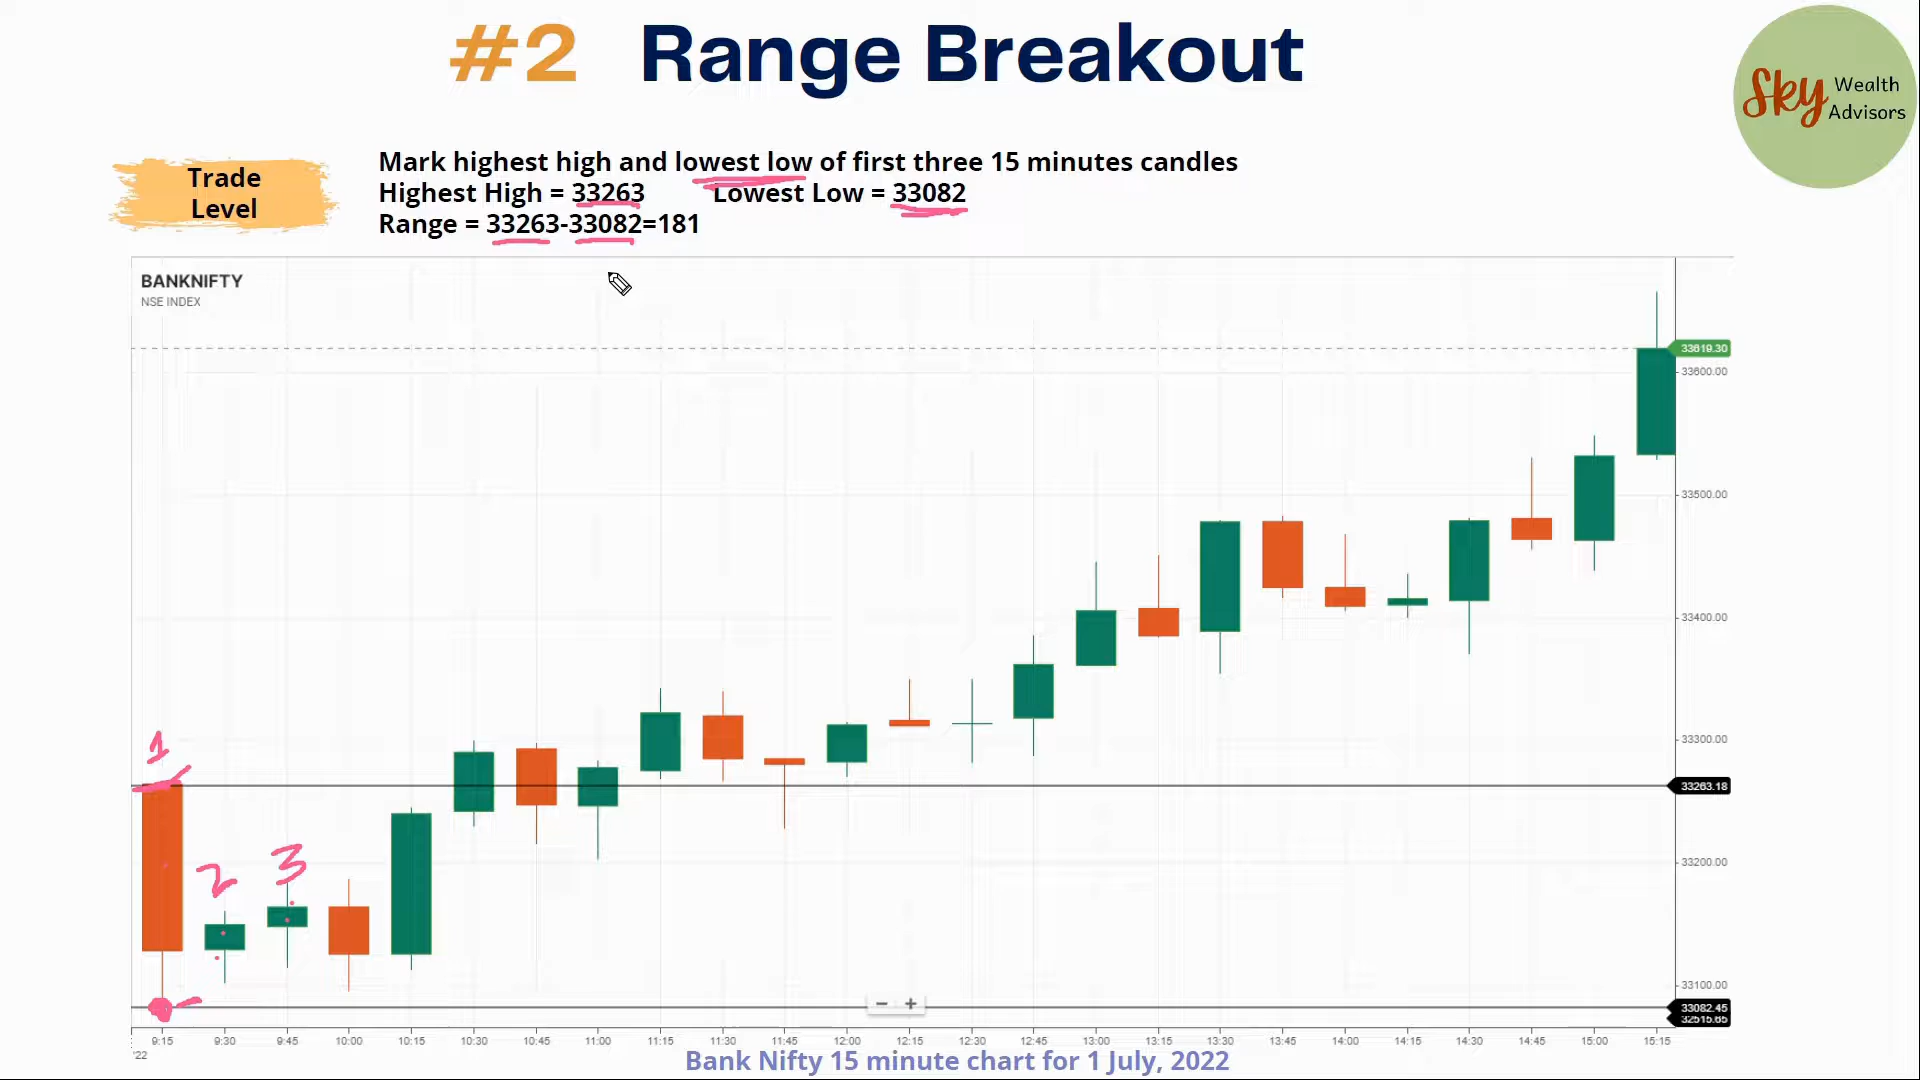 #2 Range Breakout
Sky Wealth
Advisors
Trade
Level
Mark highest high and lowest low of first three 15 minutes candles
Highest High = 33263 Lowest Low = 33082
Range = 33263-33082=181
BANKNIFTY
NSE INDEX
33619.30
33600.00
33500.00
33400.00
33300.00
1
33263.18
2 3
33200.00
33100.00
− +
33082.45
32515.65
9:15 9:30 9:45 10:00 10:15 10:30 10:45 11:00 11:15 11:30 11:45 12:00 12:15 12:30 12:45 13:00 13:15 13:30 13:45 14:00 14:15 14:30 14:45 15:00 15:15
'22
Bank Nifty 15 minute chart for 1 July, 2022